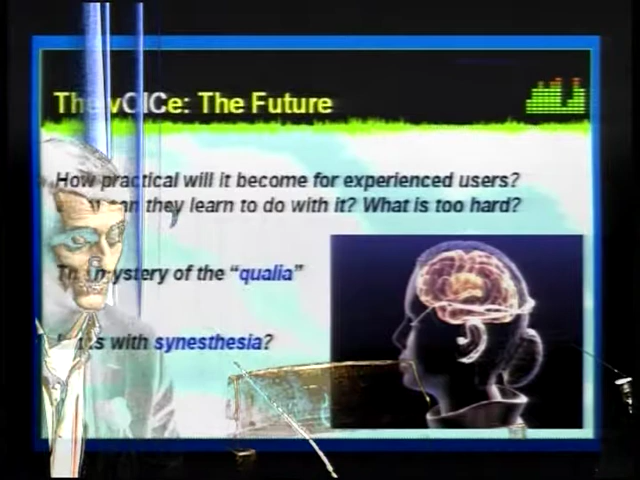 The vOICe: The Future
How practical will it become for experienced users?
can they learn to do with it? What is too hard?
mystery of the “qualia”
with synesthesia?